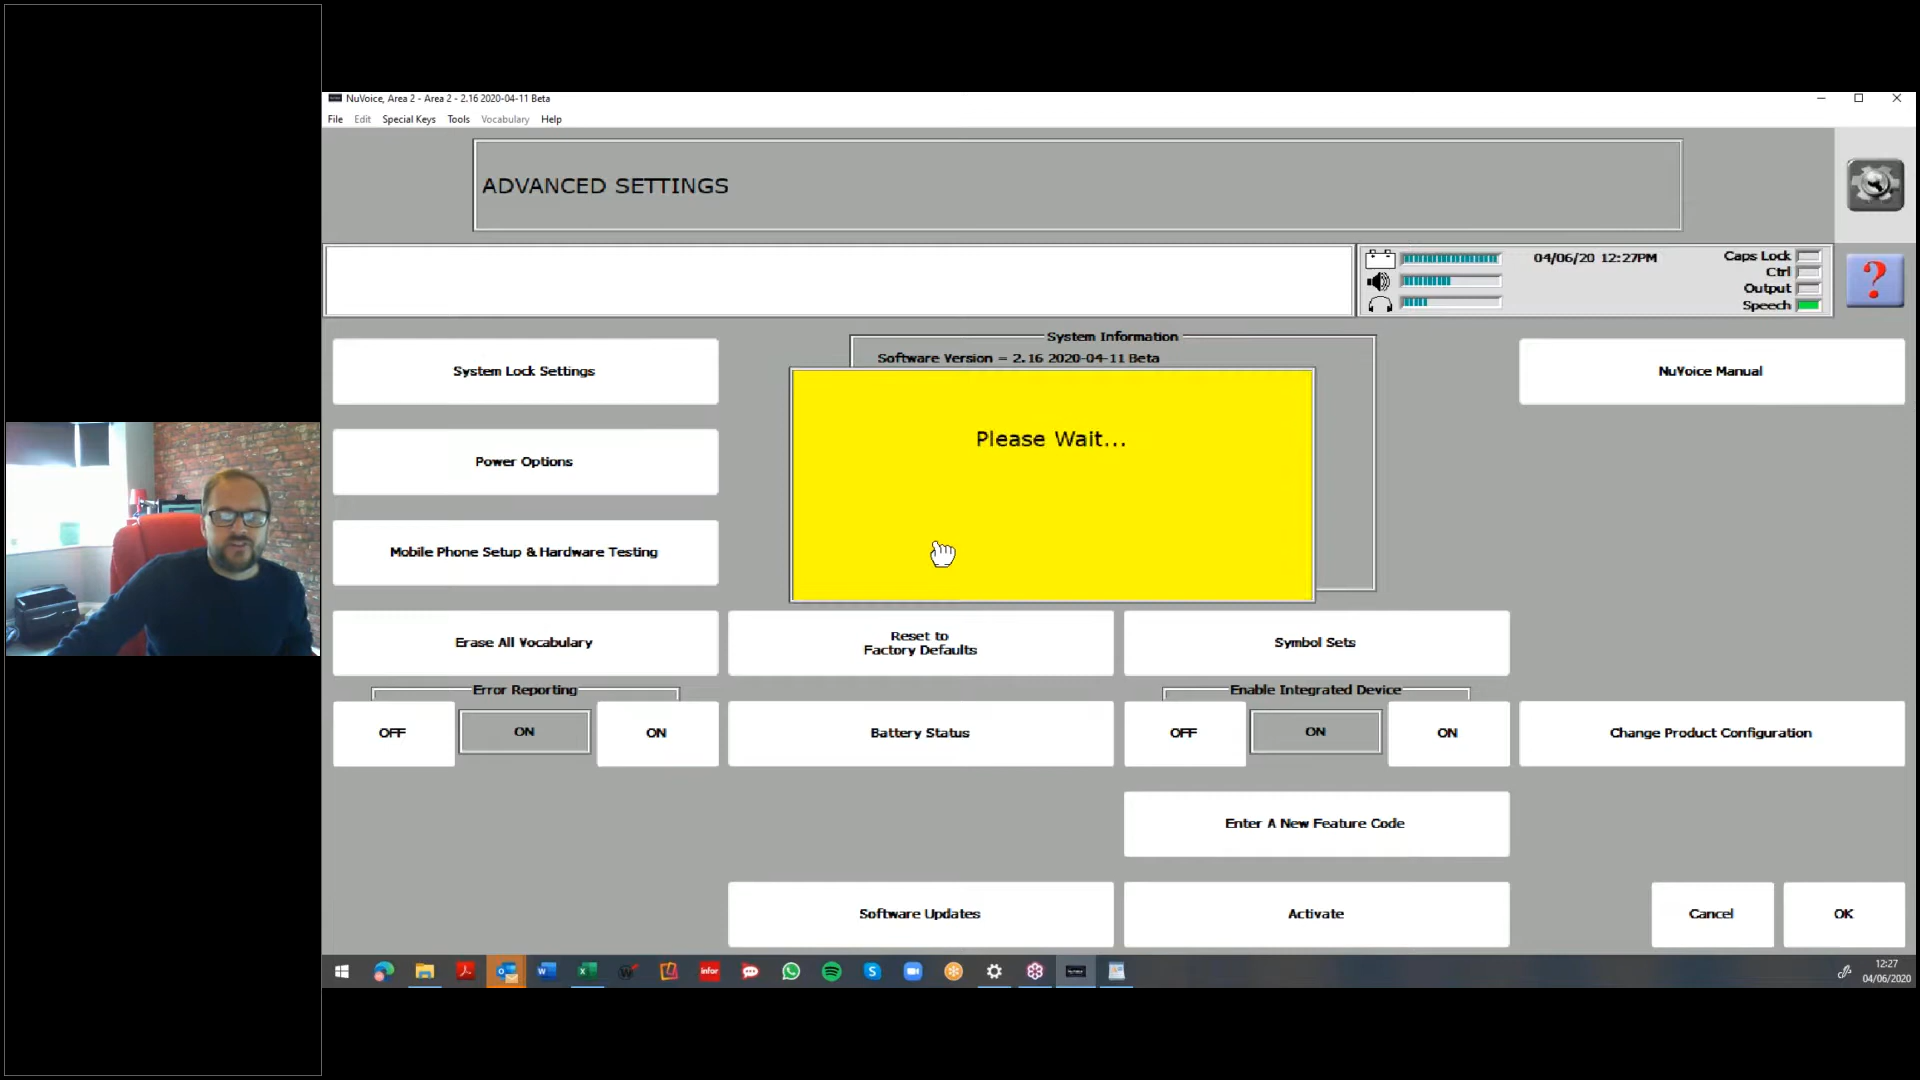 NuVoice, Area 2 - Area 2 - 2.16 2020-04-11 Beta
File Edit Special Keys Tools Vocabulary Help
ADVANCED SETTINGS
04/06/20 12:27PM
Caps Lock
Ctrl
Output
Speech
?
System Information
Software Version = 2.16 2020-04-11 Beta
System Lock Settings
NuVoice Manual
Please Wait...
Power Options
Mobile Phone Setup & Hardware Testing
Erase All Vocabulary
Reset to
Factory Defaults
Symbol Sets
Error Reporting
Enable Integrated Device
OFF ON ON
Battery Status
OFF ON ON
Change Product Configuration
Enter A New Feature Code
Software Updates
Activate
Cancel
OK
infor
12:27
04/06/2020